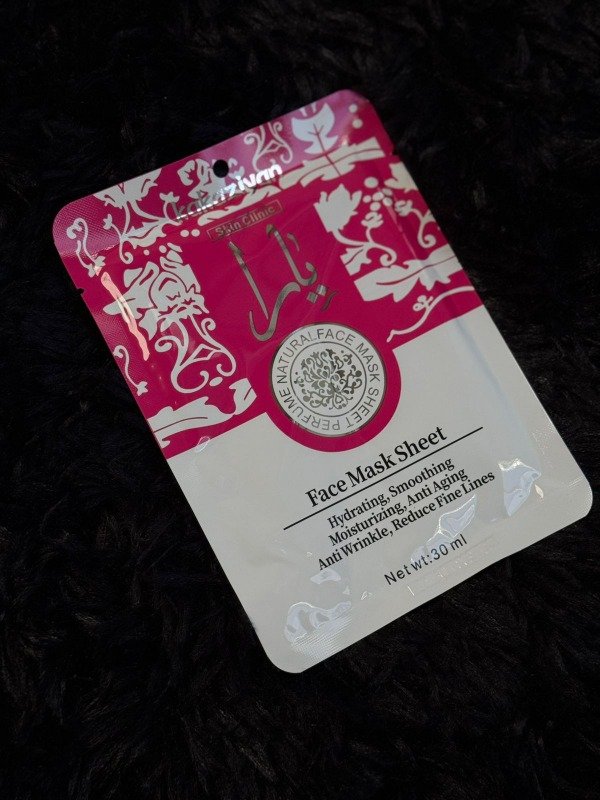 Skin Clinic
یارا
NATURAL FACE MASK SHEET PERFUME
Face Mask Sheet
Hydrating, Smoothing
Moisturizing, Anti Aging
Anti Wrinkle, Reduce Fine Lines
Net wt:30 ml